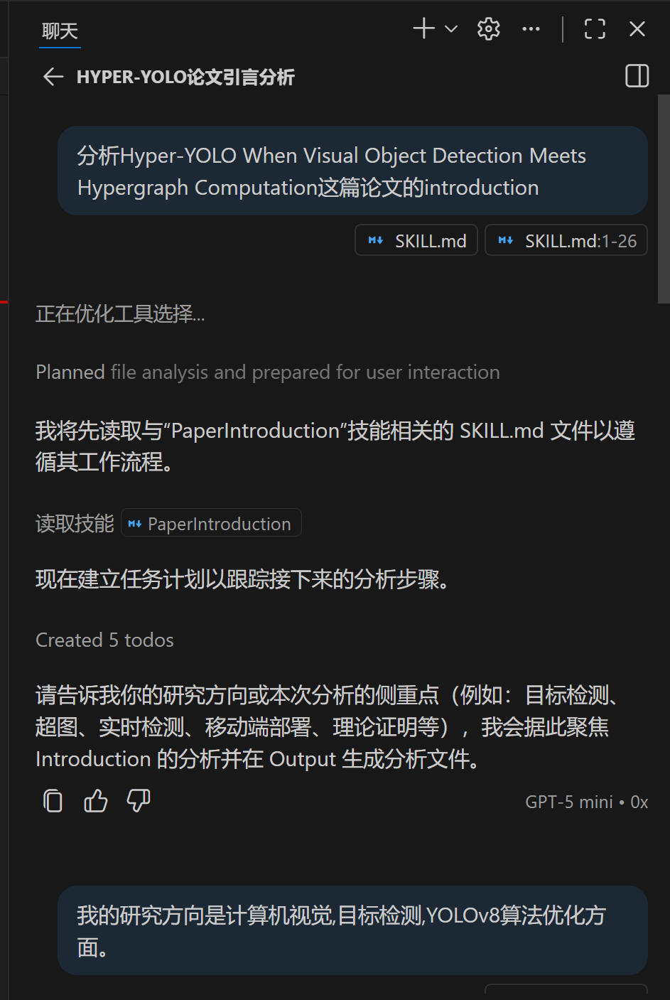 聊天
HYPER-YOLO论文引言分析
分析Hyper-YOLO When Visual Object Detection Meets
Hypergraph Computation这篇论文的introduction
SKILL.md
SKILL.md:1-26
正在优化工具选择...
Planned file analysis and prepared for user interaction
我将先读取与“PaperIntroduction”技能相关的 SKILL.md 文件以遵
循其工作流程。
读取技能 PaperIntroduction
现在建立任务计划以跟踪接下来的分析步骤。
Created 5 todos
请告诉我你的研究方向或本次分析的侧重点（例如：目标检测、
超图、实时检测、移动端部署、理论证明等），我会据此聚焦
Introduction 的分析并在 Output 生成分析文件。
GPT-5 mini • 0x
我的研究方向是计算机视觉,目标检测,YOLOv8算法优化方
面。